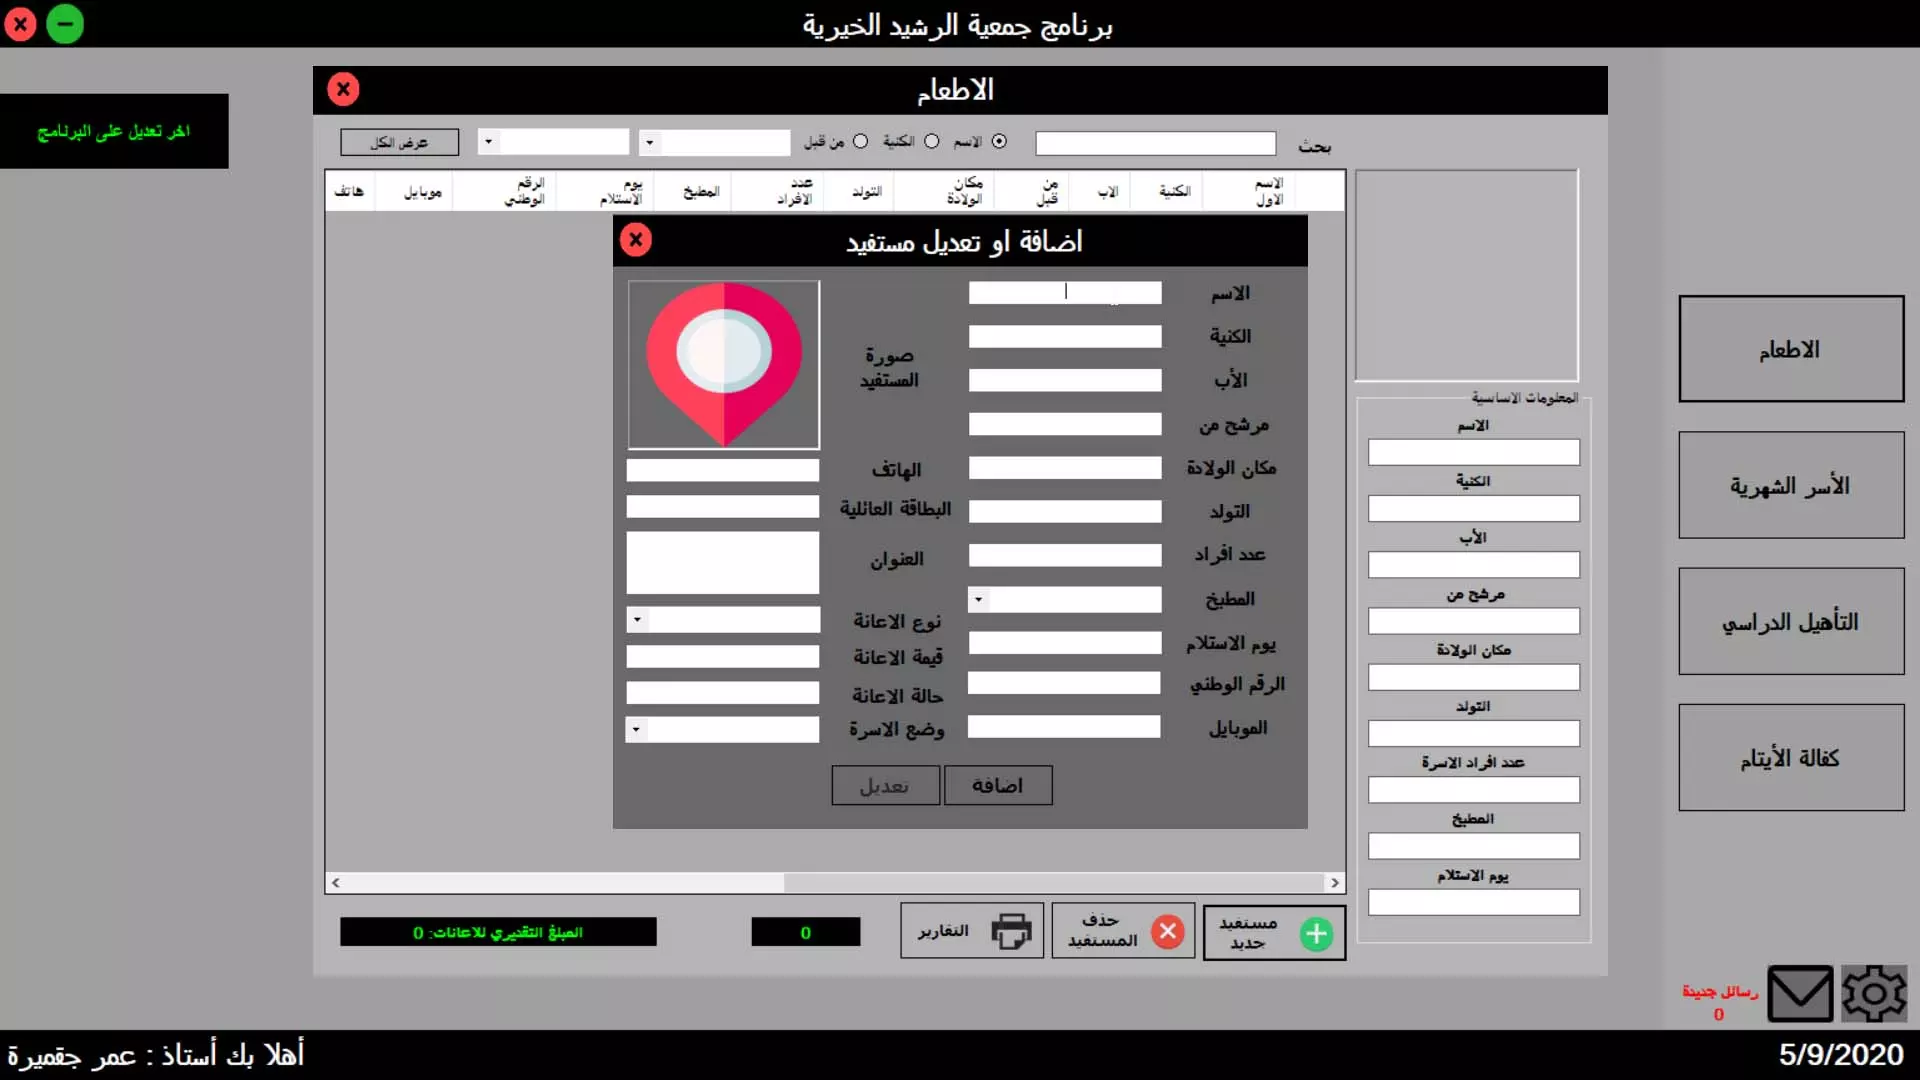 برنامج جمعية الرشيد الخيرية
اخر تعديل على البرنامج
الاطعام
بحث
الاسم
الكنية
من قبل
عرض الكل
الاسم الاول
الكنية
الاب
من قبل
مكان الولادة
التولد
عدد الافراد
المطبخ
يوم الاستلام
الرقم الوطني
موبايل
هاتف
اضافة او تعديل مستفيد
الاسم
الكنية
الأب
مرشح من
مكان الولادة
التولد
عدد افراد
المطبخ
يوم الاستلام
الرقم الوطني
الموبايل
صورة
المستفيد
الهاتف
البطاقة العائلية
العنوان
نوع الاعانة
قيمة الاعانة
حالة الاعانة
وضع الاسرة
اضافة
تعديل
المعلومات الاساسية
الاسم
الكنية
الأب
مرشح من
مكان الولادة
التولد
عدد افراد الاسرة
المطبخ
يوم الاستلام
الاطعام
الأسر الشهرية
التأهيل الدراسي
كفالة الأيتام
مستفيد
جديد
حذف
المستفيد
التقارير
0
المبلغ التقديري للاعانات: 0
رسائل جديدة
0
أهلا بك أستاذ : عمر جقميرة
5/9/2020